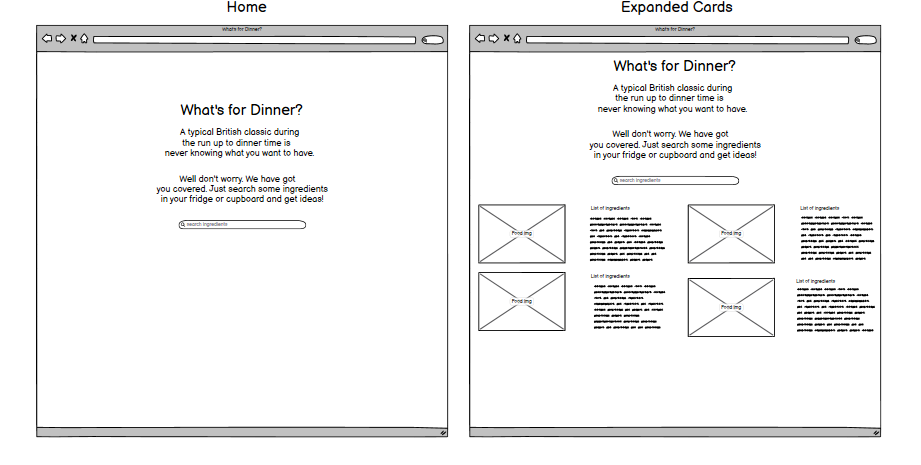 Home
What's for Dinner?
What's for Dinner?
A typical British classic during
the run up to dinner time is
never knowing what you want to have.
Well don't worry. We have got
you covered. Just search some ingredients
in your fridge or cupboard and get ideas!
search ingredients
Expanded Cards
What's for Dinner?
What's for Dinner?
A typical British classic during
the run up to dinner time is
never knowing what you want to have.
Well don't worry. We have got
you covered. Just search some ingredients
in your fridge or cupboard and get ideas!
search ingredients
Food img
List of ingredients
Food img
List of ingredients
Food img
List of ingredients
Food img
List of ingredients